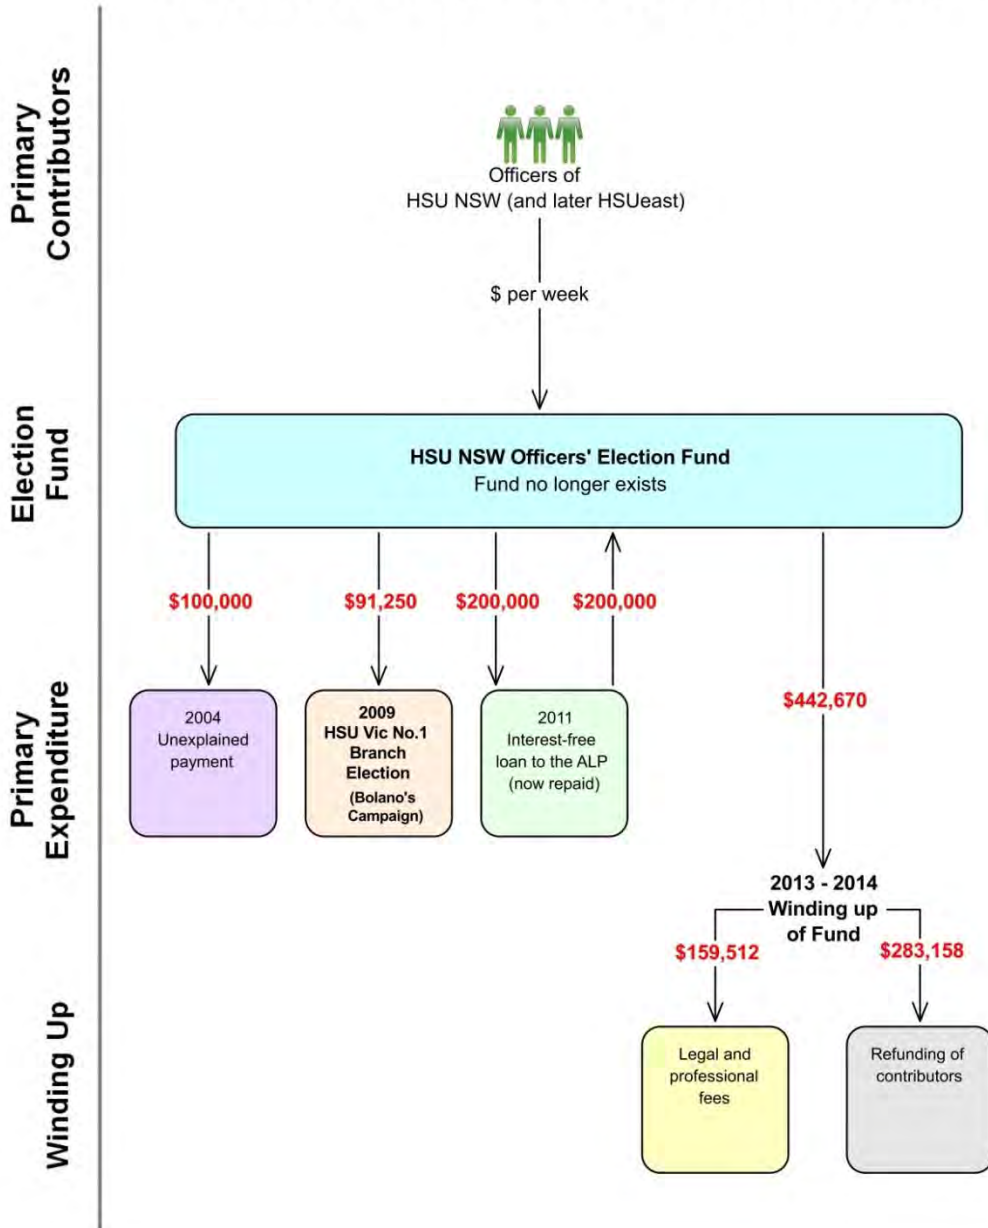 Primary
Contributors
Officers of
HSU NSW (and later HSUeast)
$ per week
Election
Fund
HSU NSW Officers' Election Fund
Fund no longer exists
$100,000
$91,250
$200,000
$200,000
$442,670
Primary
Expenditure
2004
Unexplained
payment
2009
HSU Vic No.1
Branch
Election
(Bolano's
Campaign)
2011
Interest-free
loan to the ALP
(now repaid)
2013 - 2014
Winding up
of Fund
$159,512
$283,158
Winding Up
Legal and
professional
fees
Refunding of
contributors